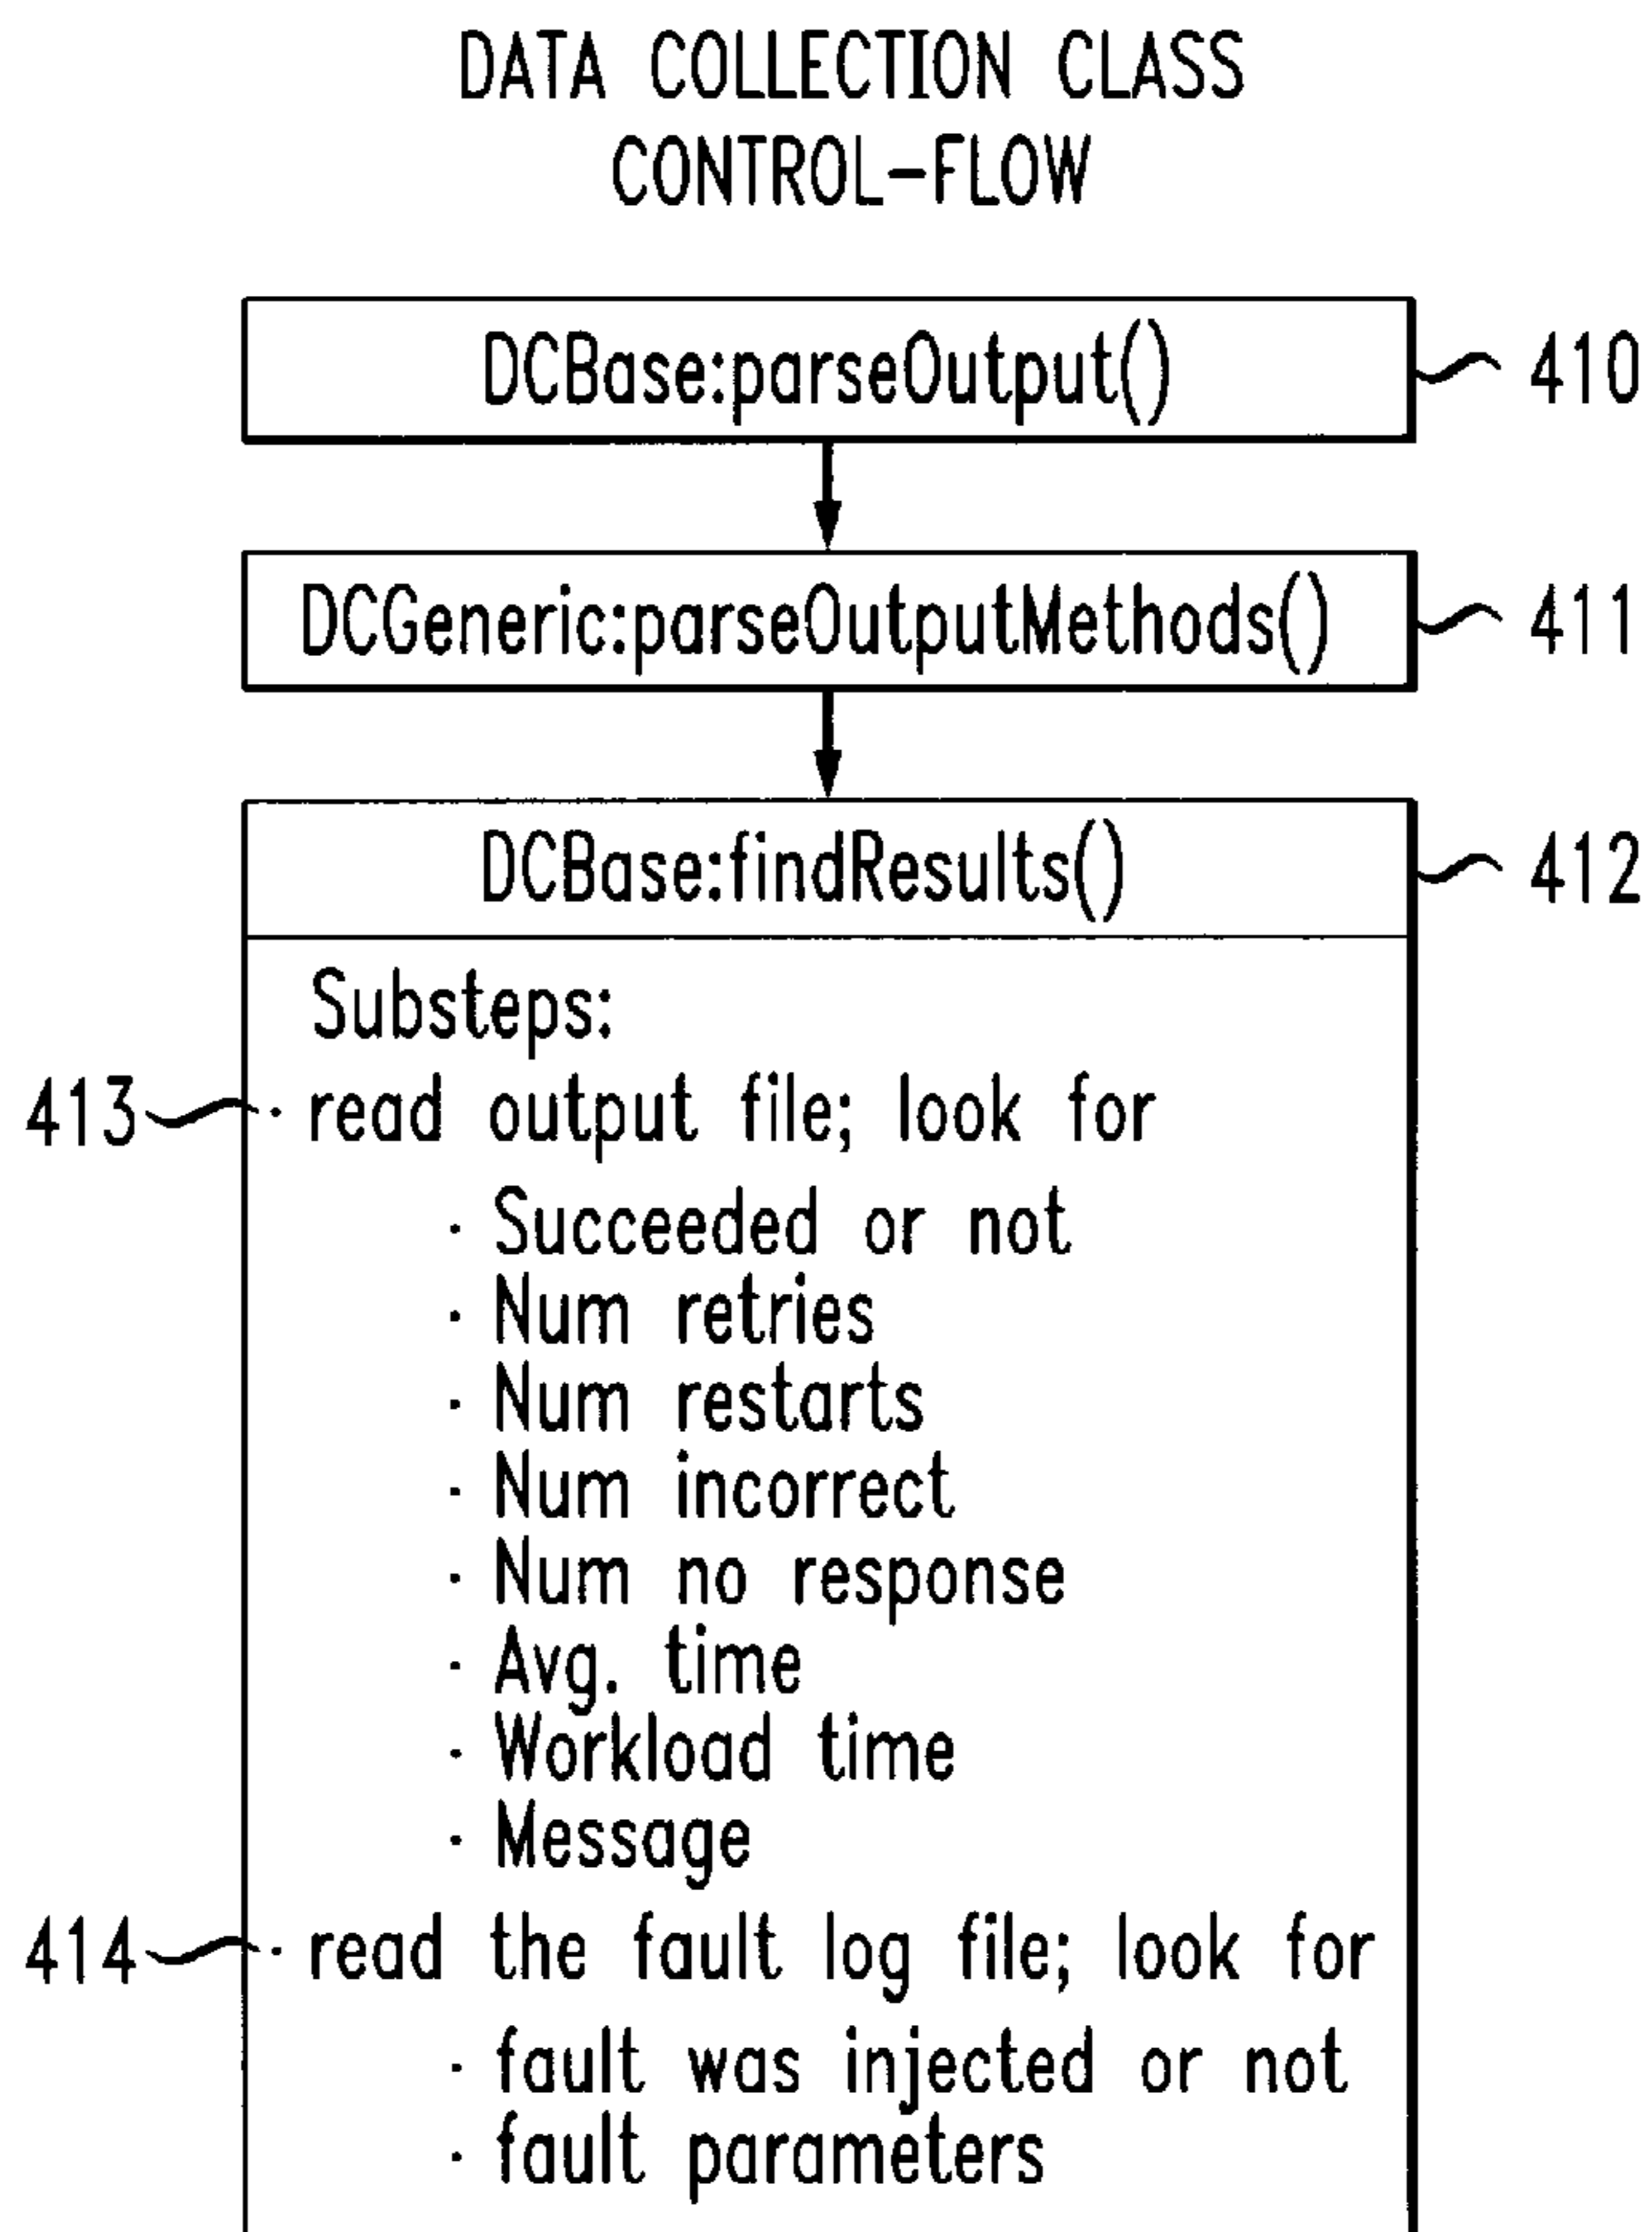 DATA COLLECTION CLASS
CONTROL-FLOW
DCBase:parseOutput() 410
DCGeneric:parseOutputMethods() 411
DCBase:findResults() 412
Substeps:
413 · read output file; look for
· Succeeded or not
· Num retries
· Num restarts
· Num incorrect
· Num no response
· Avg. time
· Workload time
· Message
414 · read the fault log file; look for
· fault was injected or not
· fault parameters